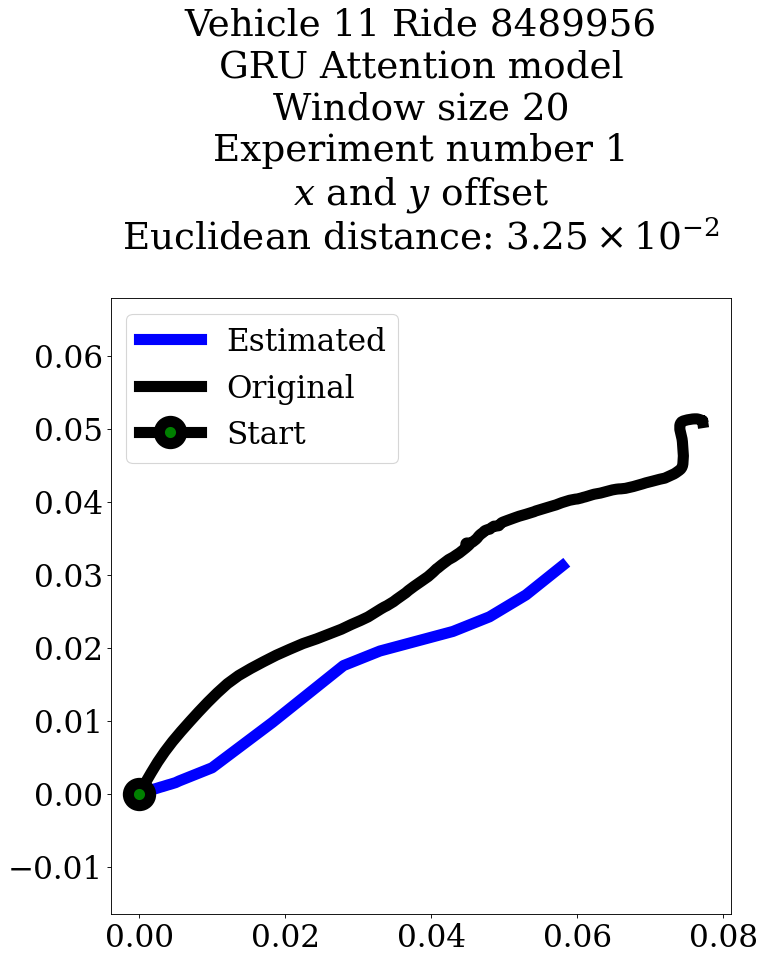 Vehicle 11 Ride 8489956
GRU Attention model
Window size 20
Experiment number 1
x and y offset
Euclidean distance: 3.25 × 10⁻²
Estimated
Original
Start
0.06
0.05
0.04
0.03
0.02
0.01
0.00
−0.01
0.00 0.02 0.04 0.06 0.08